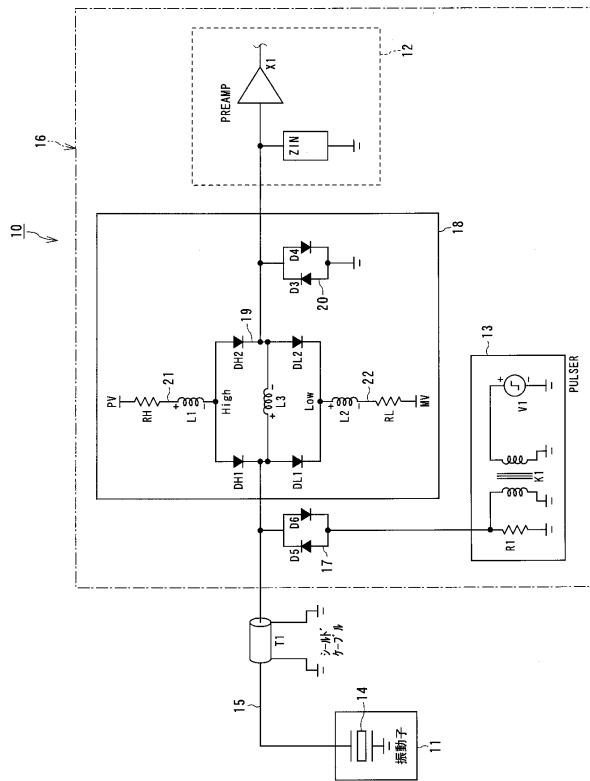 10
16
12
PREAMP
X1
ZIN
18
D3
D4
20
19
DH2
DL2
PV
RH
21
L1
High
L3
Low
L2
22
RL
MV
DH1
DL1
D5
D6
17
13
PULSER
V1
K1
R1
T1
シールド
ケーブル
15
14
振動子
11